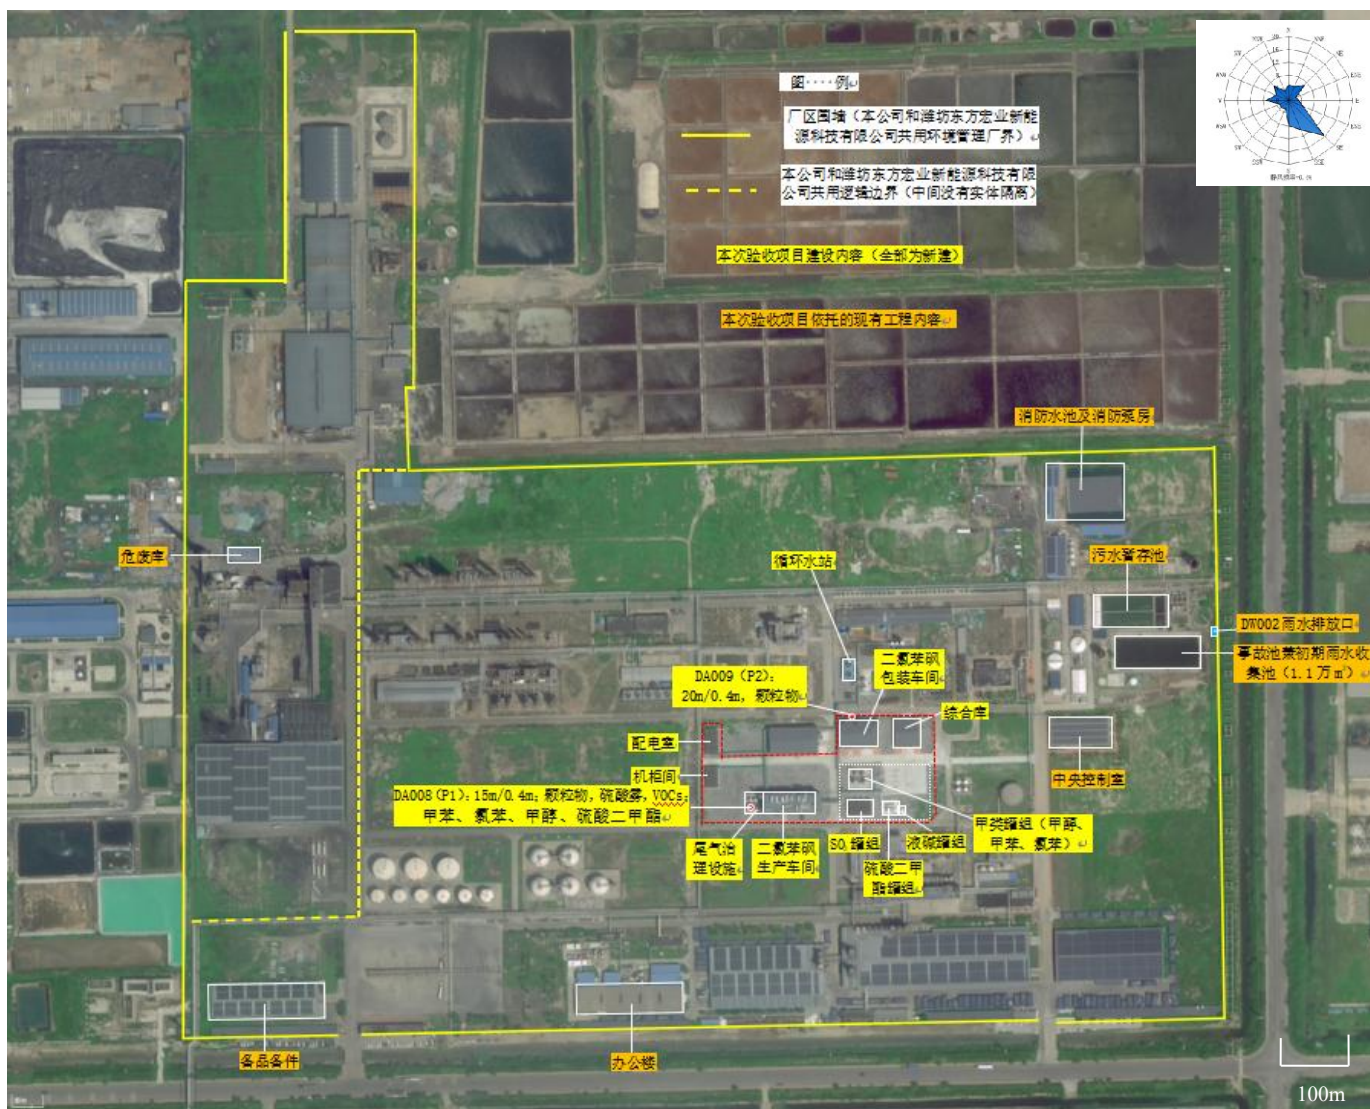 图····例
厂区围墙（本公司和潍坊东方宏业新能
源科技有限公司共用环境管理厂界）
本公司和潍坊东方宏业新能源科技有限
公司共用逻辑边界（中间没有实体隔离）
本次验收项目建设内容（全部为新建）
本次验收项目依托的现有工程内容
消防水池及消防泵房
危废库
循环水站
污水暂存池
DW002雨水排放口
事故池兼初期雨水收
集池（1.1万㎥）
二氯苯砜
包装车间
DA009（P2）：
20m/0.4m，颗粒物
综合库
配电室
机柜间
中央控制室
DA008（P1）：15m/0.4m；颗粒物，硫酸雾，VOCs，
甲苯、氯苯、甲醇、硫酸二甲酯
尾气治
理设施
二氯苯砜
生产车间
SO₃罐组
硫酸二甲
酯罐组
液碱罐组
甲类罐组（甲醇、
甲苯、氯苯）
备品备件
办公楼
100m